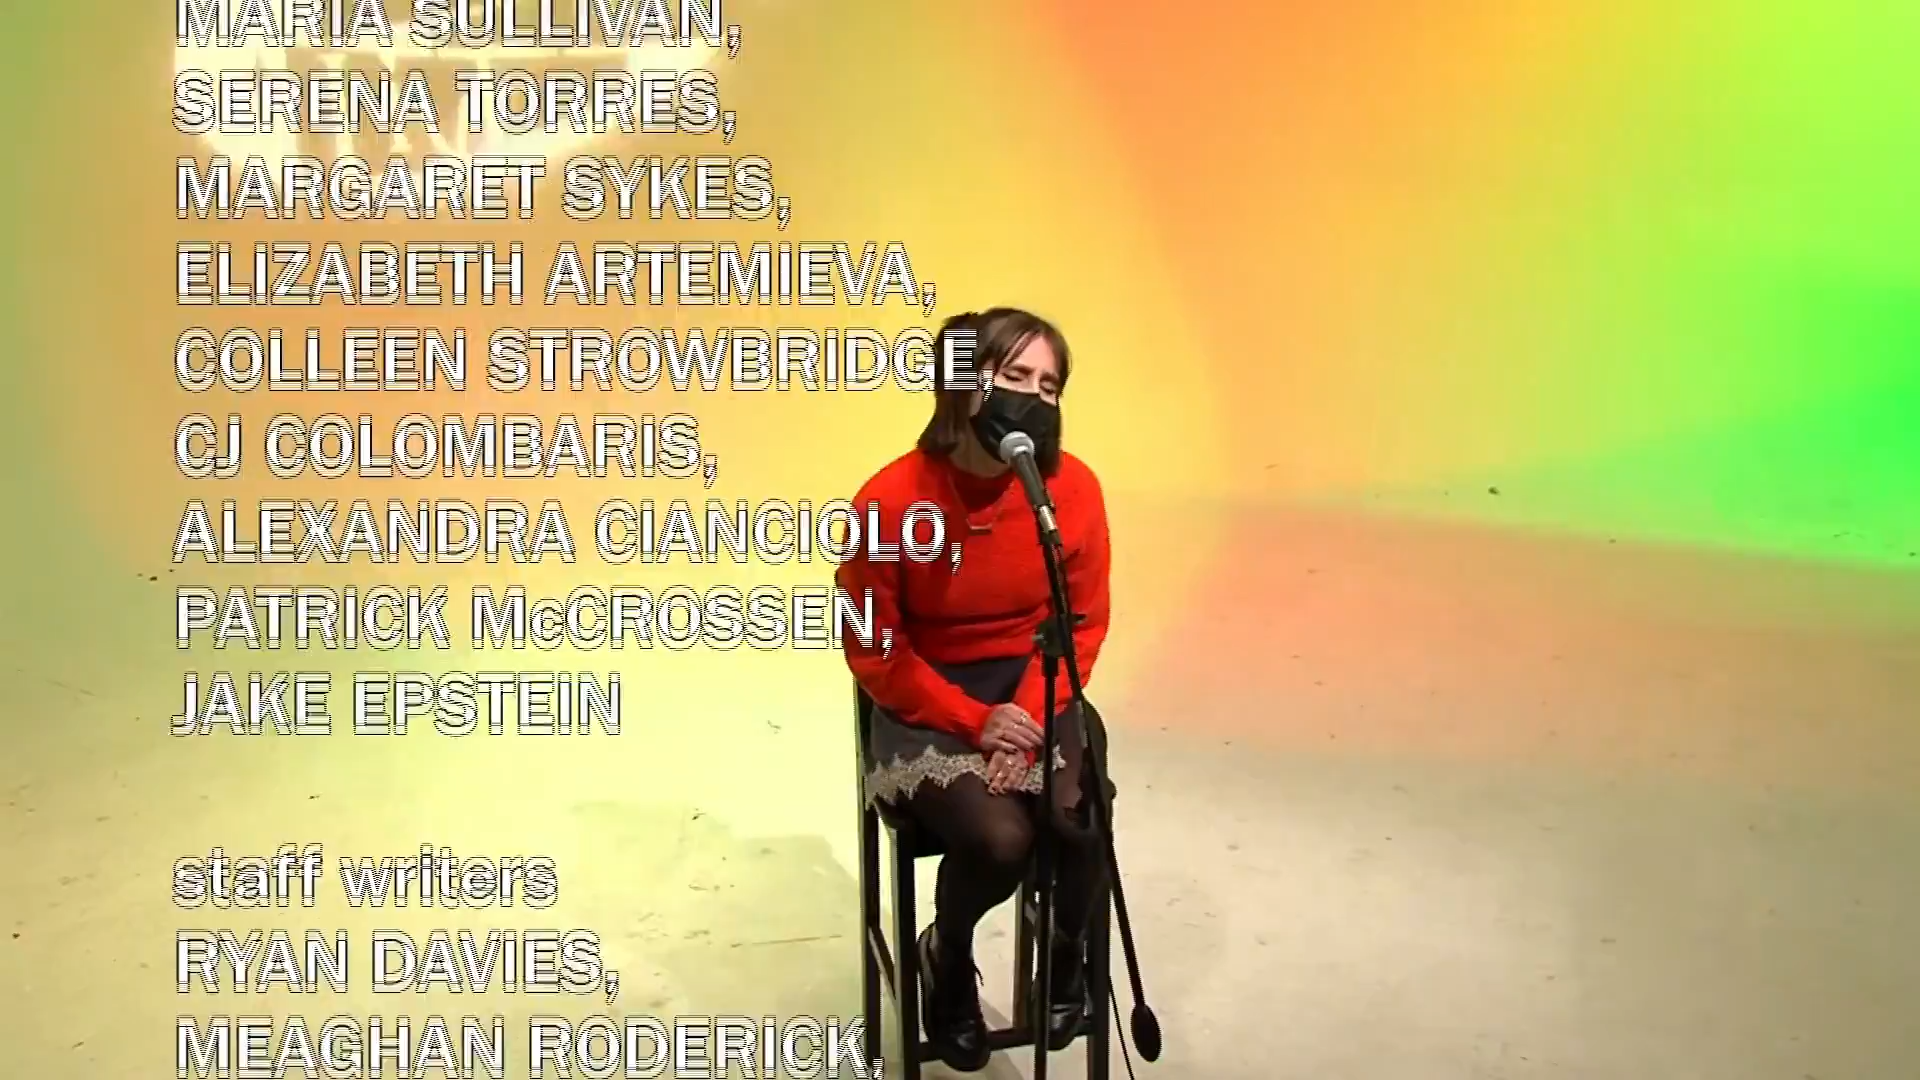 MARIA SULLIVAN,
SERENA TORRES,
MARGARET SYKES,
ELIZABETH ARTEMIEVA,
COLLEEN STROWBRIDGE,
CJ COLOMBARIS,
ALEXANDRA CIANCIOLO,
PATRICK McCROSSEN,
JAKE EPSTEIN
staff writers
RYAN DAVIES,
MEAGHAN RODERICK,